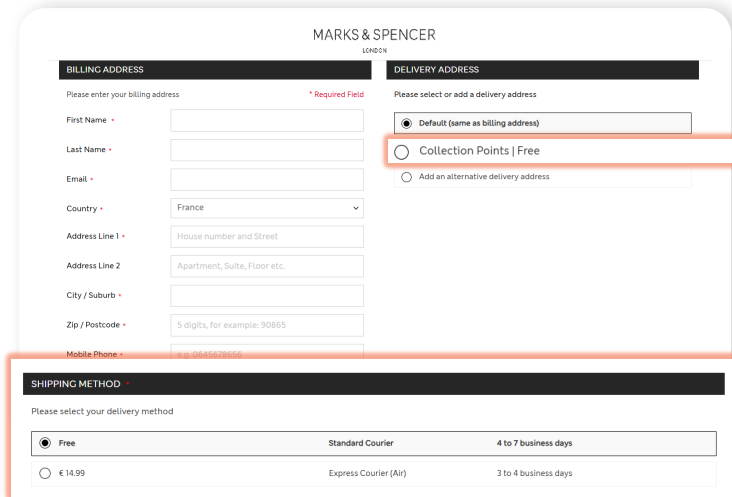 MARKS & SPENCER
LONDON
BILLING ADDRESS
Please enter your billing address * Required Field
First Name *
Last Name *
Email *
Country * France
Address Line 1 * House number and Street
Address Line 2 Apartment, Suite, Floor etc.
City / Suburb *
Zip / Postcode * 5 digits, for example: 90865
Mobile Phone * e.g. 0645678656
DELIVERY ADDRESS
Please select or add a delivery address
Default (same as billing address)
Collection Points | Free
Add an alternative delivery address
SHIPPING METHOD *
Please select your delivery method
Free Standard Courier 4 to 7 business days
€ 14.99 Express Courier (Air) 3 to 4 business days